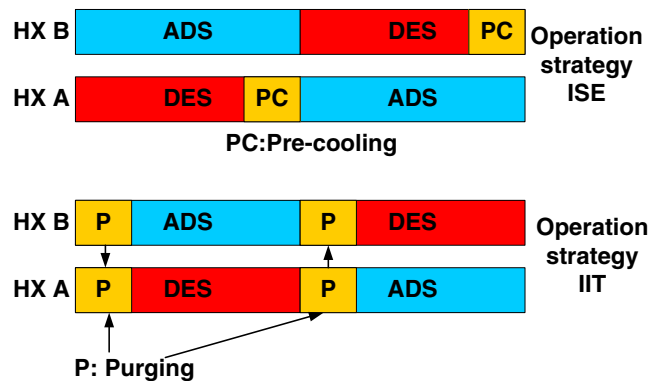 HX B ADS DES PC
HX A DES PC ADS
Operation
strategy
ISE
PC:Pre-cooling
HX B P ADS P DES
HX A P DES P ADS
Operation
strategy
IIT
P: Purging